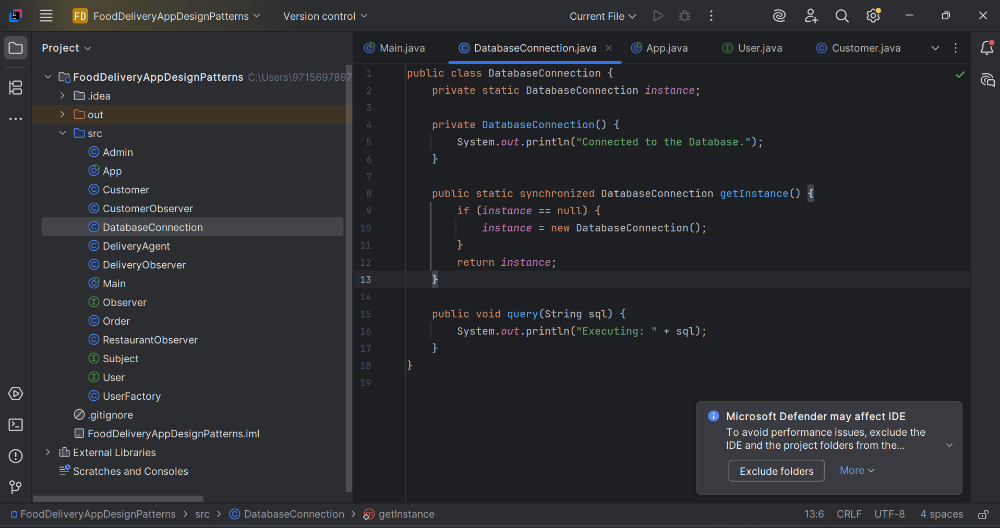 FD FoodDeliveryAppDesignPatterns Version control Current File
Project
Main.java DatabaseConnection.java App.java User.java Customer.java
FoodDeliveryAppDesignPatterns C:\Users\9715697897
.idea
out
src
Admin
App
Customer
CustomerObserver
DatabaseConnection
DeliveryAgent
DeliveryObserver
Main
Observer
Order
RestaurantObserver
Subject
User
UserFactory
.gitignore
FoodDeliveryAppDesignPatterns.iml
External Libraries
Scratches and Consoles
1 public class DatabaseConnection {
2     private static DatabaseConnection instance;
3
4     private DatabaseConnection() {
5         System.out.println("Connected to the Database.");
6     }
7
8     public static synchronized DatabaseConnection getInstance() {
9         if (instance == null) {
10             instance = new DatabaseConnection();
11         }
12         return instance;
13     }
14
15     public void query(String sql) {
16         System.out.println("Executing: " + sql);
17     }
18 }
19
Microsoft Defender may affect IDE
To avoid performance issues, exclude the
IDE and the project folders from the...
Exclude folders More
FoodDeliveryAppDesignPatterns > src > DatabaseConnection > getInstance 13:6 CRLF UTF-8 4 spaces